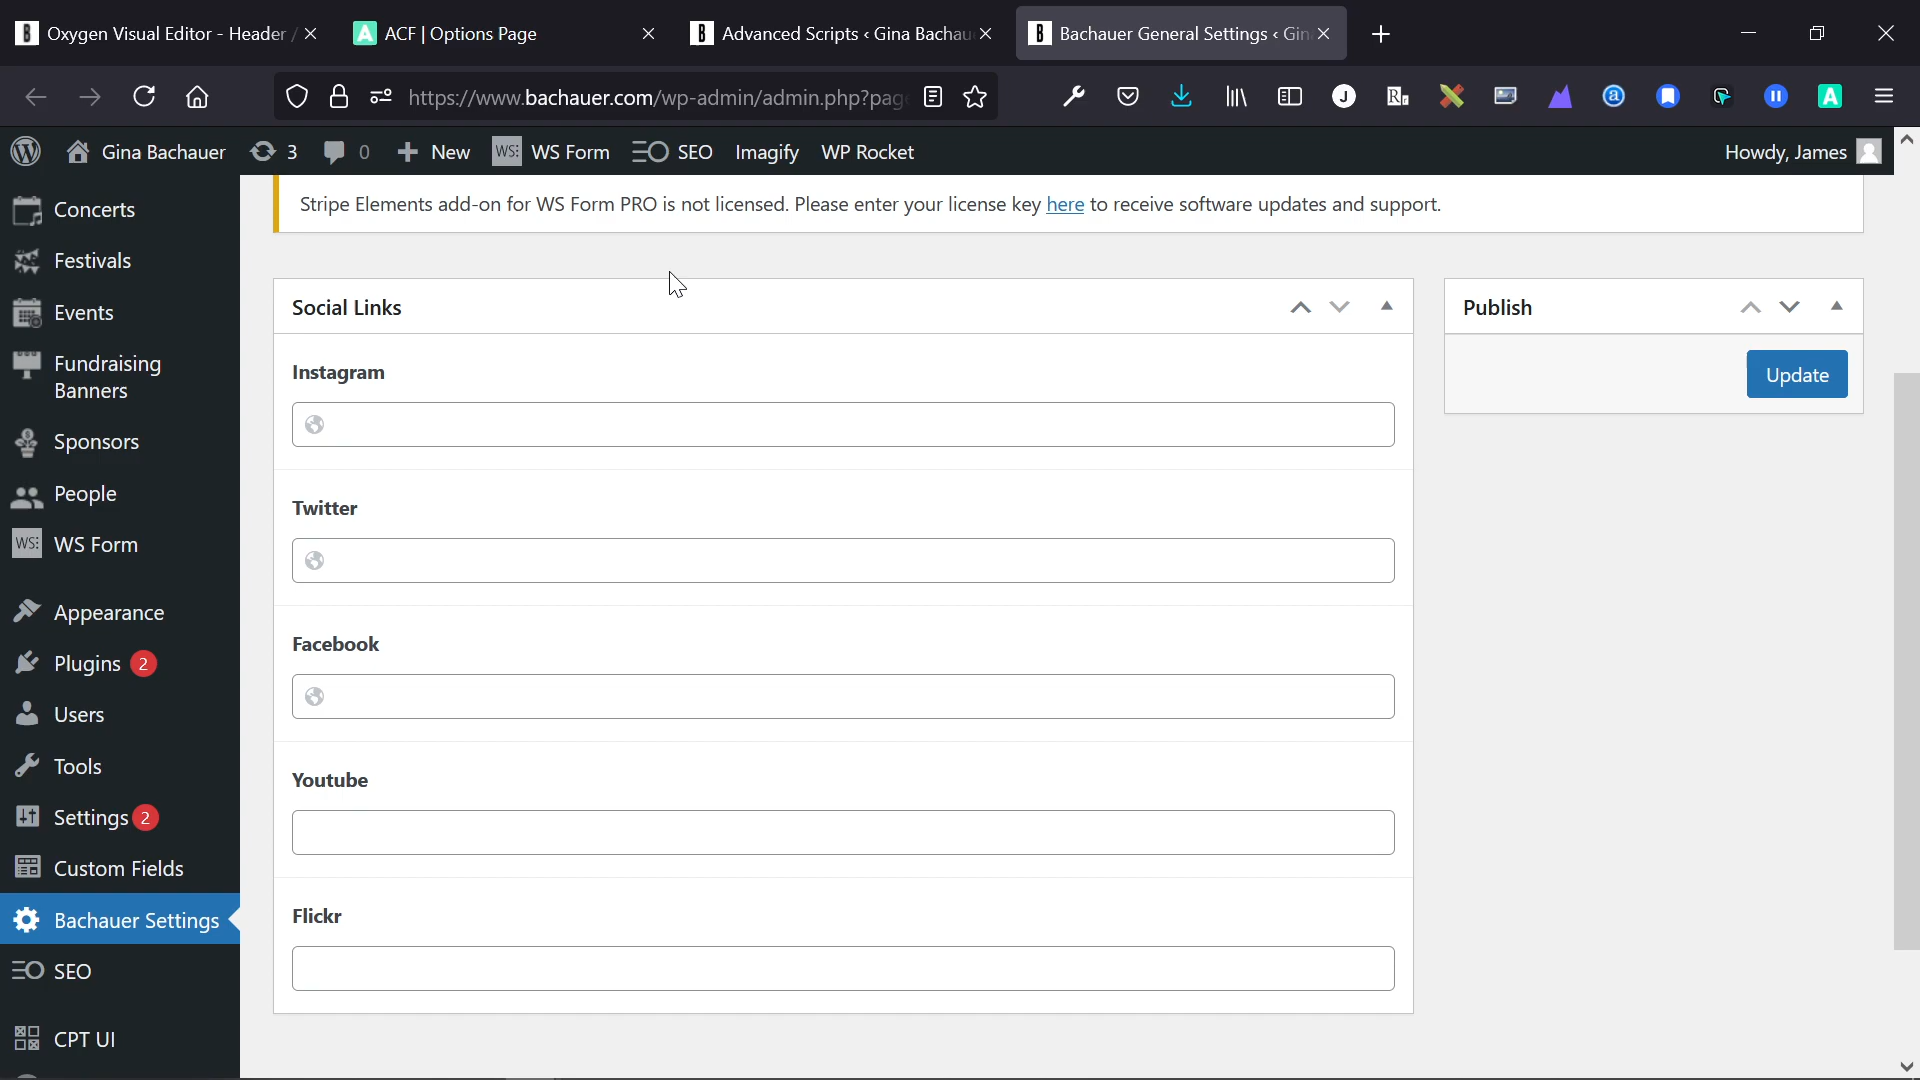 Oxygen Visual Editor - Header /
ACF | Options Page
Advanced Scripts ‹ Gina Bachau
Bachauer General Settings ‹ Gin
https://www.bachauer.com/wp-admin/admin.php?pag
Gina Bachauer
3
0
New
WS Form
SEO
Imagify
WP Rocket
Howdy, James
Concerts
Festivals
Events
Fundraising
Banners
Sponsors
People
WS Form
Appearance
Plugins 2
Users
Tools
Settings 2
Custom Fields
Bachauer Settings
SEO
CPT UI
Stripe Elements add-on for WS Form PRO is not licensed. Please enter your license key here to receive software updates and support.
Social Links
Instagram
Twitter
Facebook
Youtube
Flickr
Publish
Update